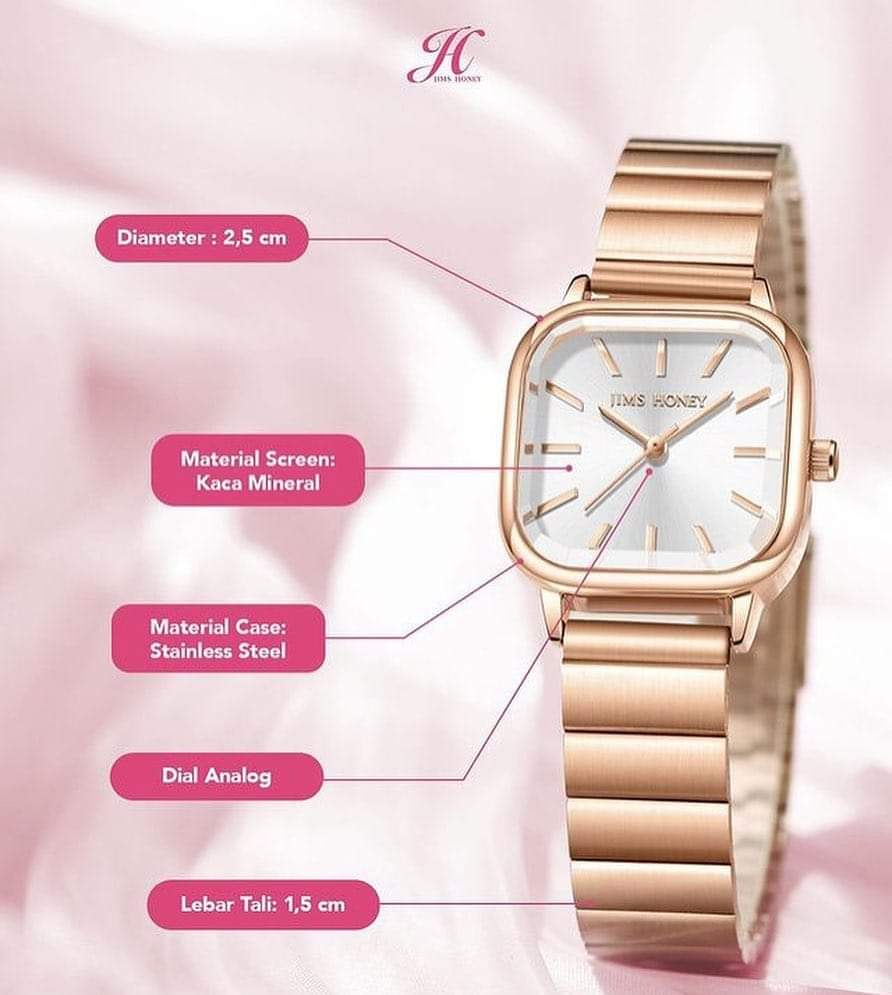 JH
JIMS HONEY
Diameter : 2,5 cm
JIMS HONEY
Material Screen:
Kaca Mineral
Material Case:
Stainless Steel
Dial Analog
Lebar Tali: 1,5 cm